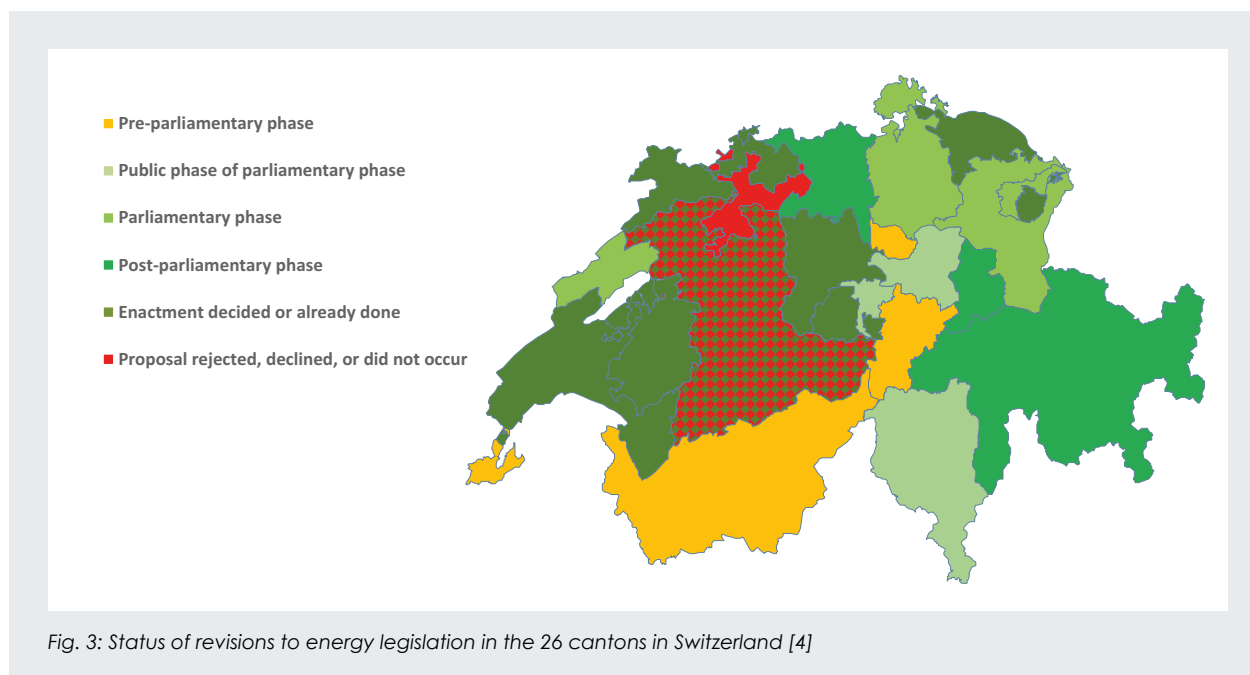 Pre-parliamentary phase
Public phase of parliamentary phase
Parliamentary phase
Post-parliamentary phase
Enactment decided or already done
Proposal rejected, declined, or did not occur
Fig. 3: Status of revisions to energy legislation in the 26 cantons in Switzerland [4]